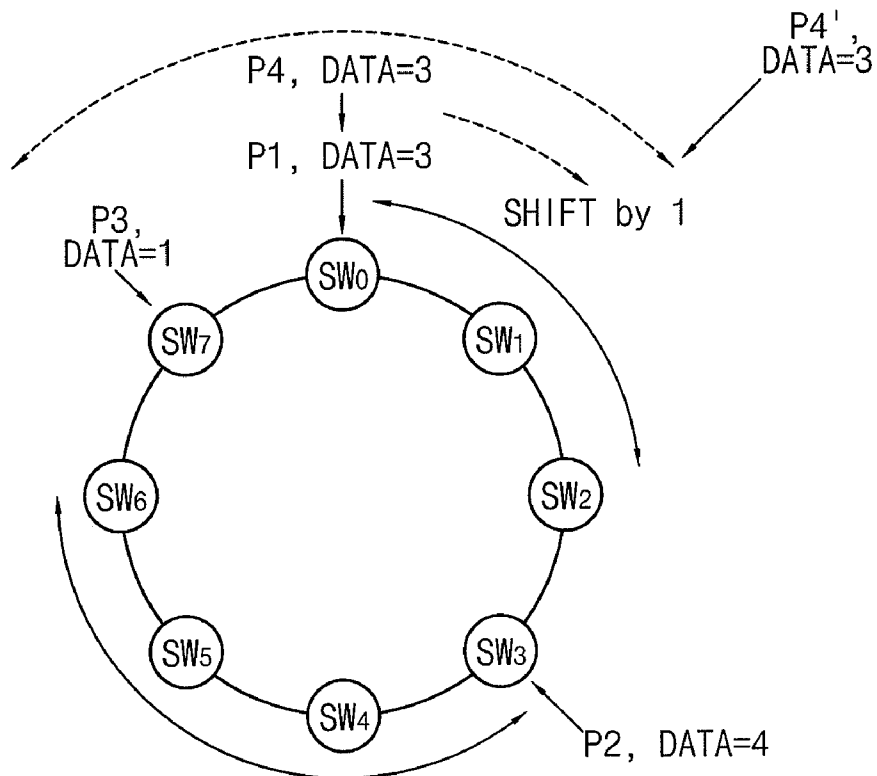 P4',
DATA=3
P4, DATA=3
P1, DATA=3
SHIFT by 1
P3,
DATA=1
SW0
SW7
SW1
SW6
SW2
SW5
SW3
SW4
P2, DATA=4